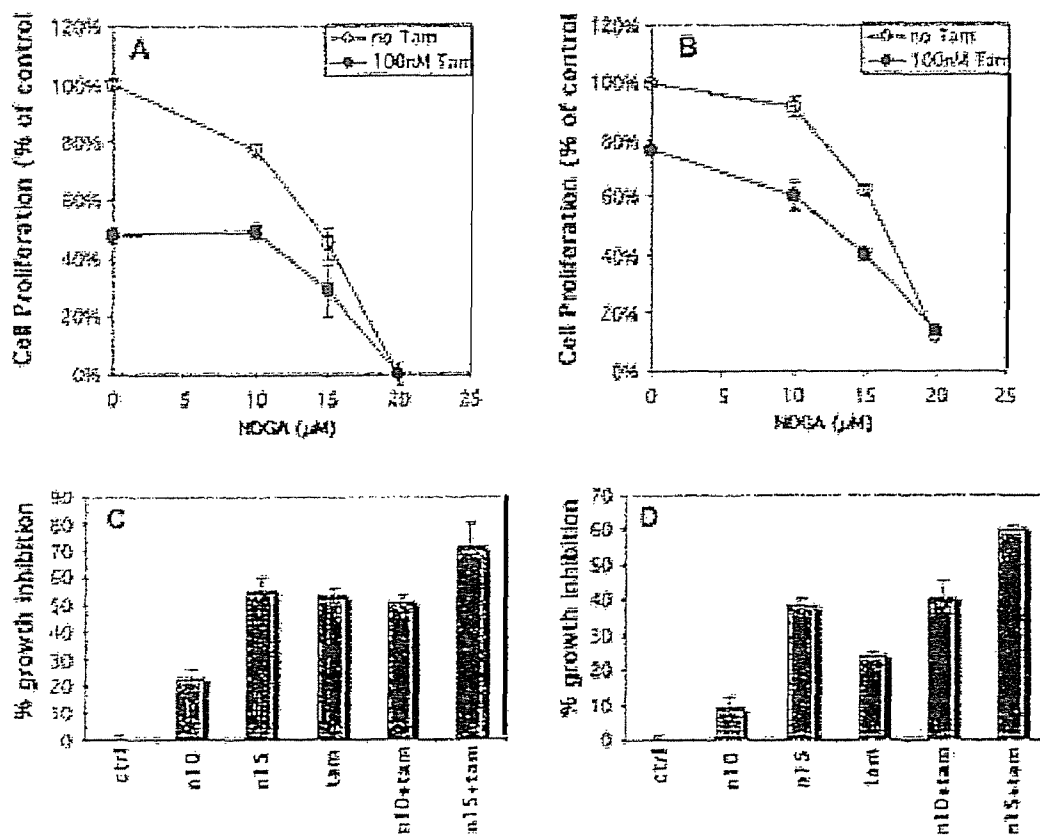 A
no Tam
100nM Tam
Cell Proliferation (% of control
120%
100%
80%
60%
40%
20%
0%
0 5 10 15 20 25
NDGA (µM)
B
no Tam
100nM Tam
Cell Proliferation (% of control
120%
100%
80%
60%
40%
20%
0%
0 5 10 15 20 25
NDGA (µM)
C
% growth inhibition
90
80
70
60
50
40
30
20
10
0
ctrl
n10
n15
tam
n10+tam
n15+tam
D
% growth inhibition
70
60
50
40
30
20
10
0
ctrl
n10
n15
tam
n10+tam
n15+tam